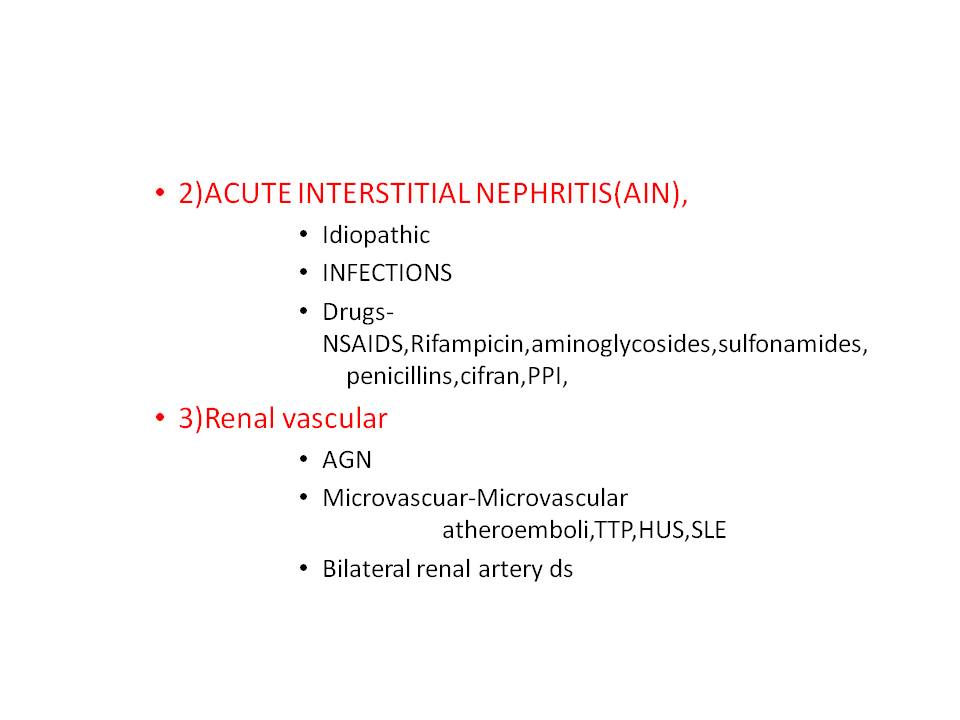 • 2)ACUTE INTERSTITIAL NEPHRITIS(AIN),
• Idiopathic
• INFECTIONS
• Drugs-
NSAIDS,Rifampicin,aminoglycosides,sulfonamides,
penicillins,cifran,PPI,
• 3)Renal vascular
• AGN
• Microvascuar-Microvascular
atheroemboli,TTP,HUS,SLE
• Bilateral renal artery ds